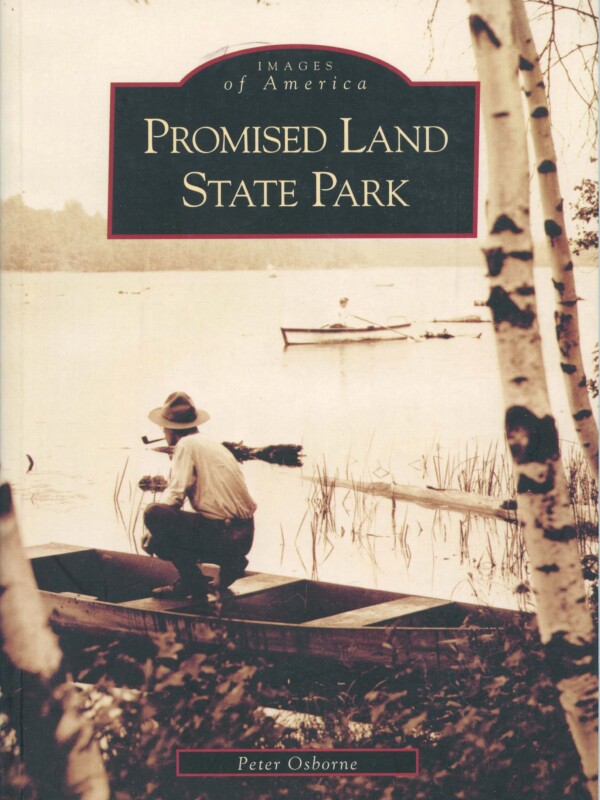 IMAGES
of America
PROMISED LAND
STATE PARK
Peter Osborne